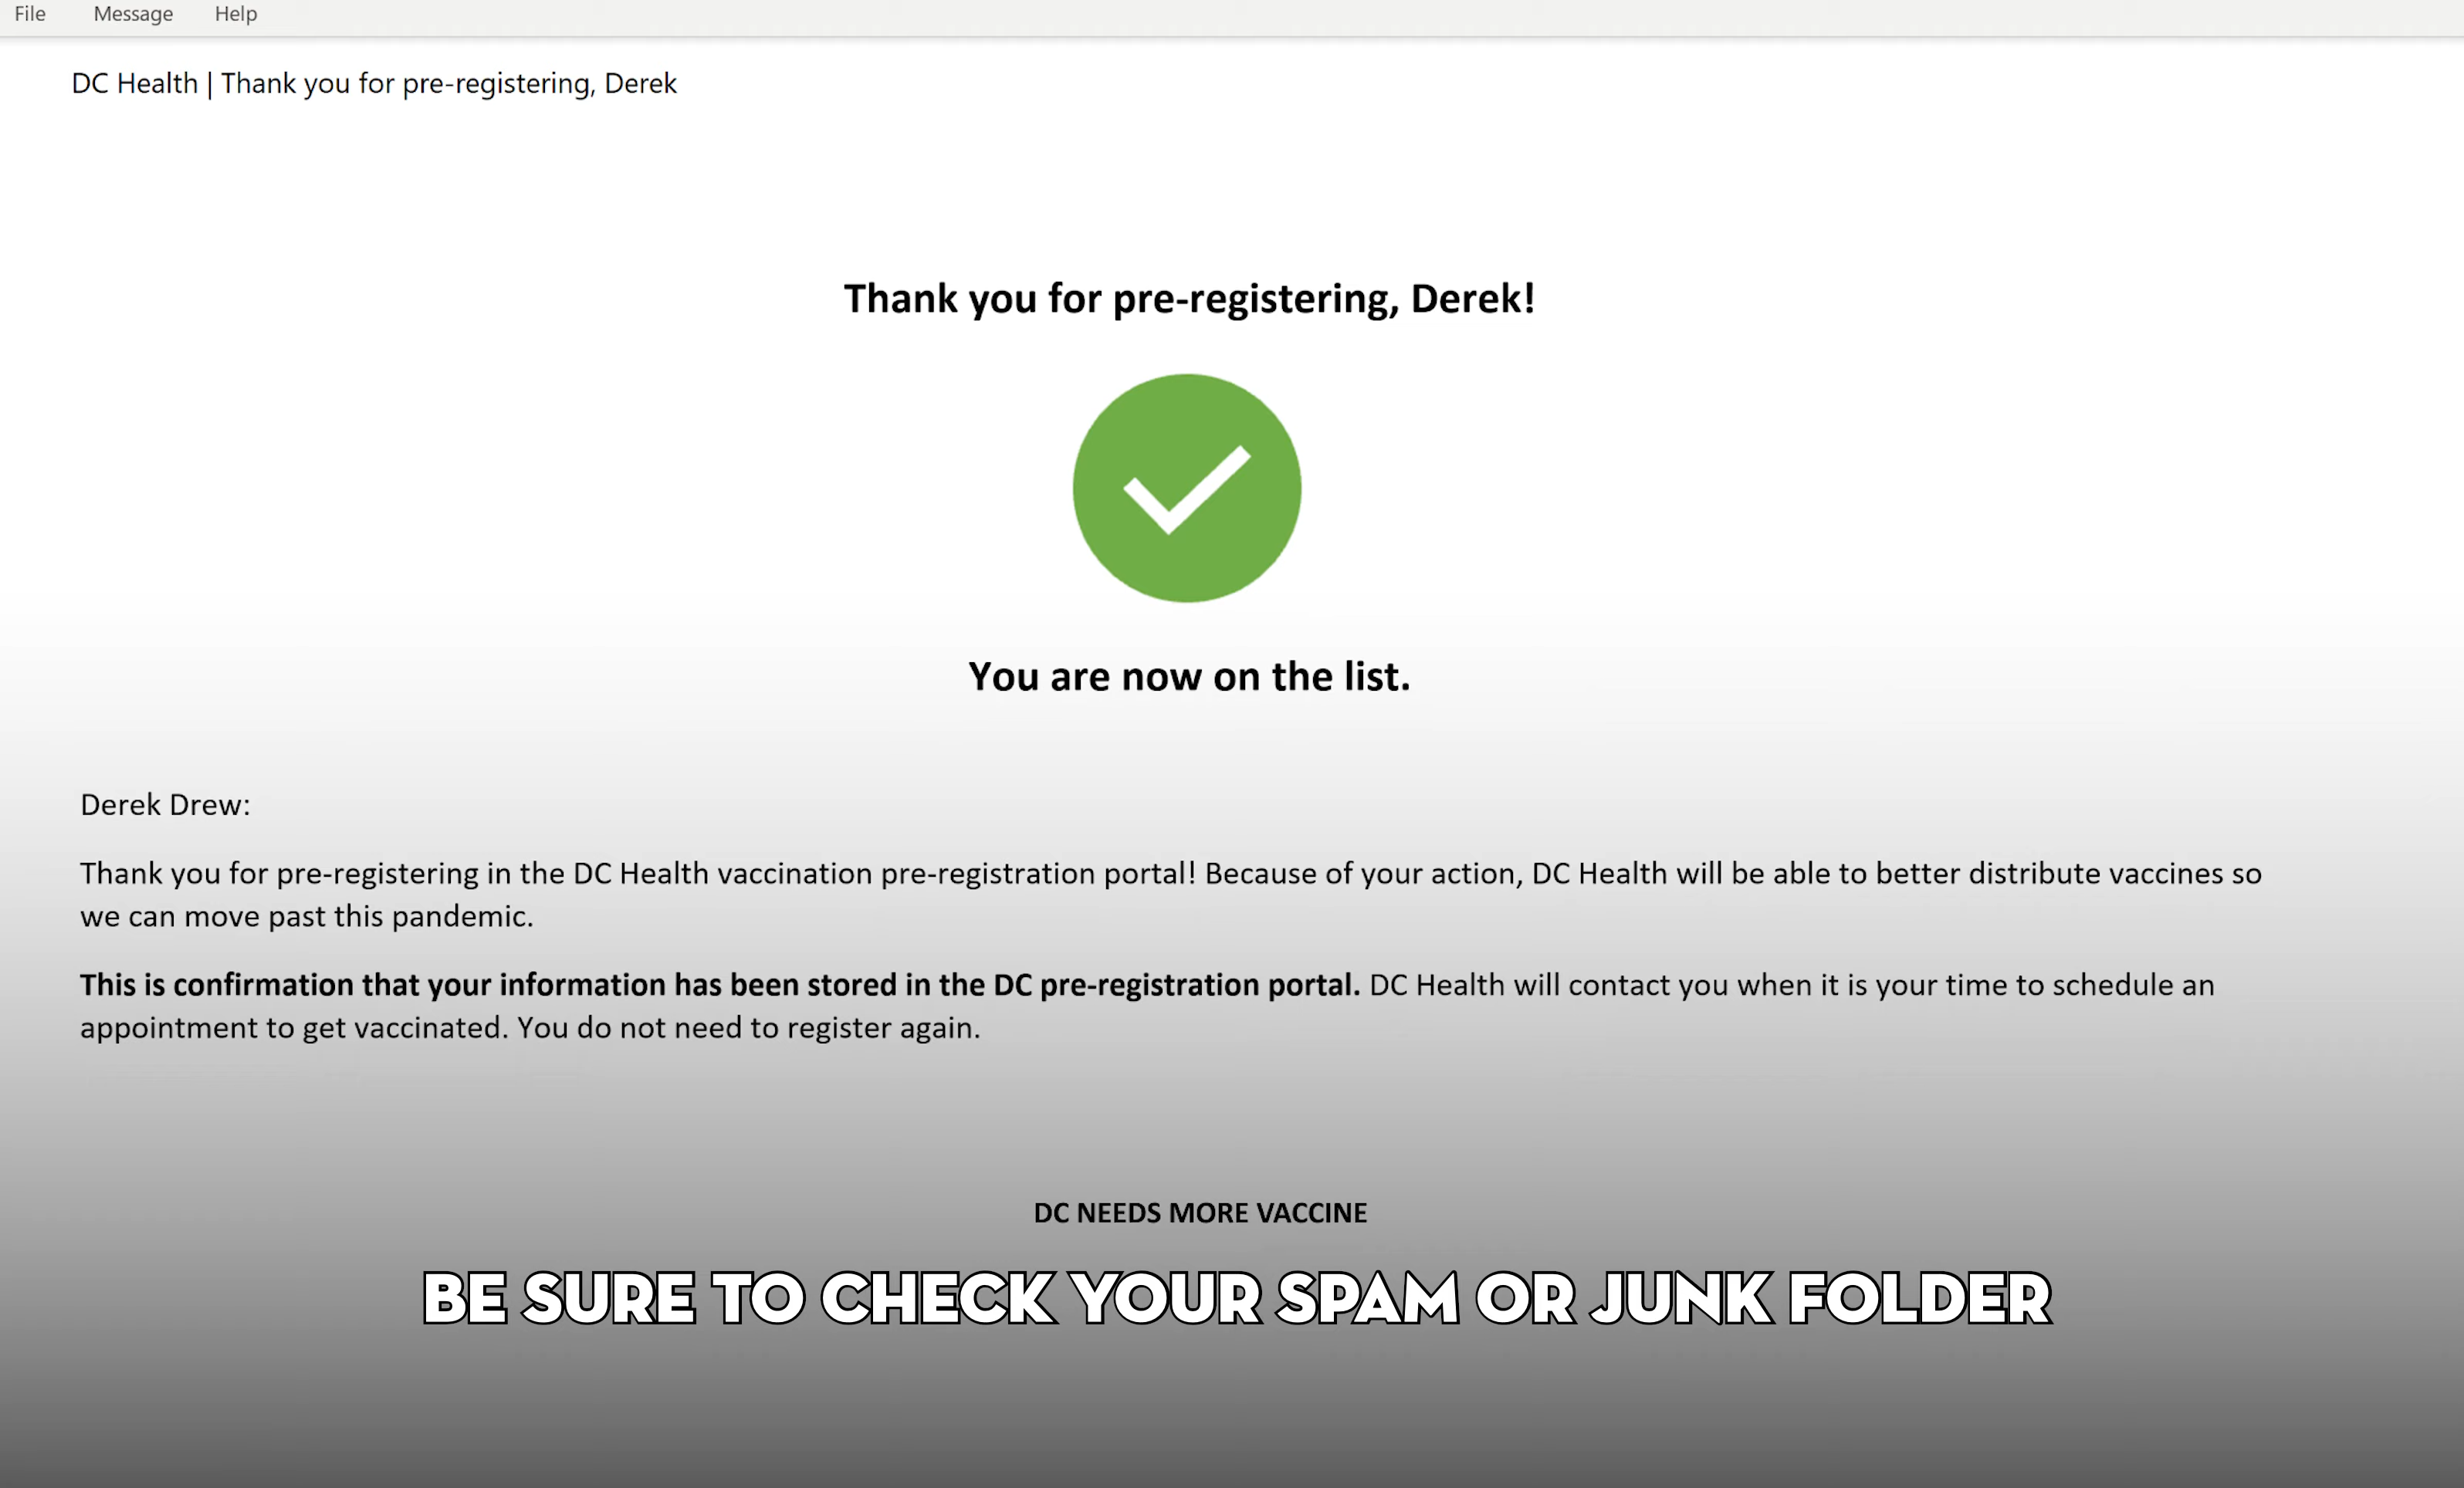 File Message Help
DC Health | Thank you for pre-registering, Derek
Thank you for pre-registering, Derek!
You are now on the list.
Derek Drew:
Thank you for pre-registering in the DC Health vaccination pre-registration portal! Because of your action, DC Health will be able to better distribute vaccines so
we can move past this pandemic.
This is confirmation that your information has been stored in the DC pre-registration portal. DC Health will contact you when it is your time to schedule an
appointment to get vaccinated. You do not need to register again.
DC NEEDS MORE VACCINE
BE SURE TO CHECK YOUR SPAM OR JUNK FOLDER